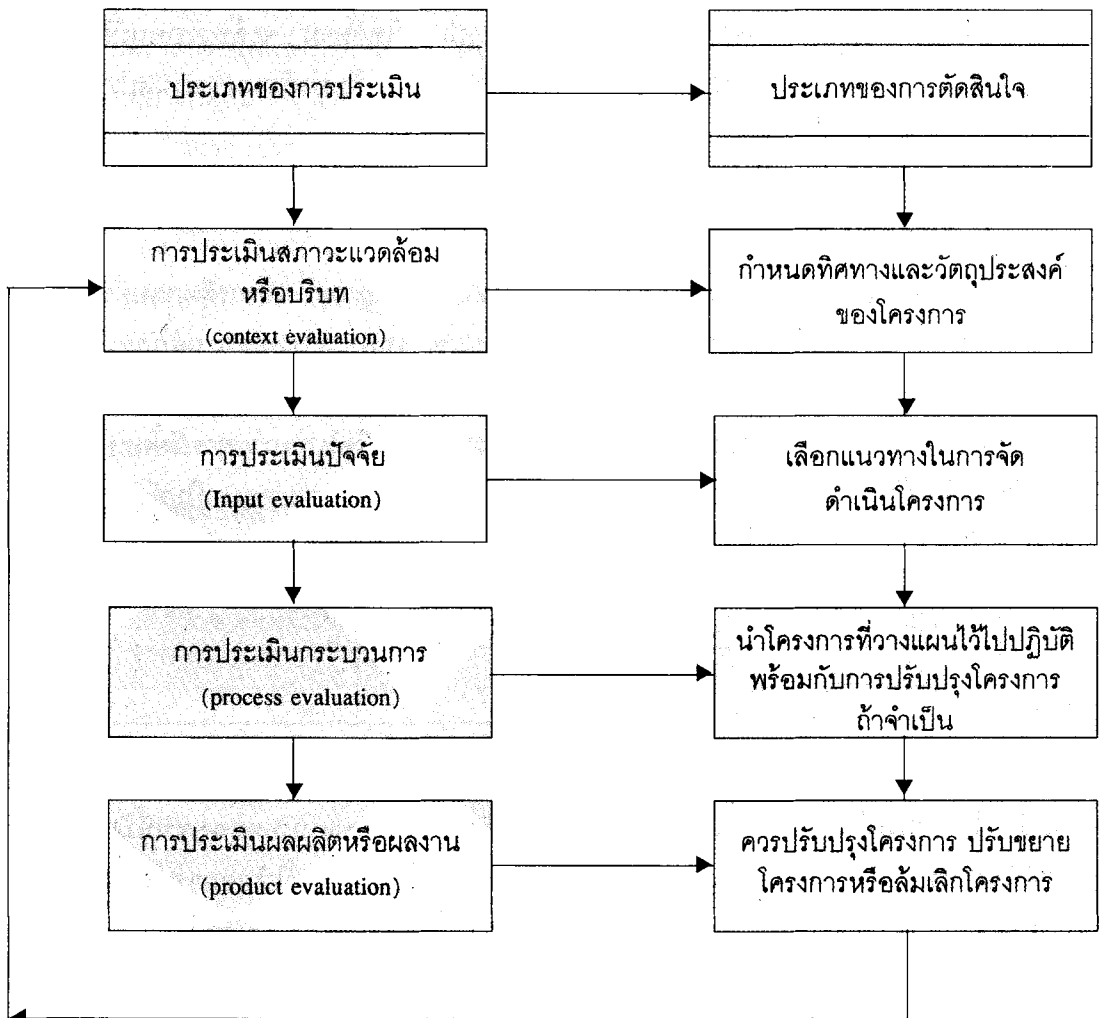 ประเภทของการประเมิน
ประเภทของการตัดสินใจ
การประเมินสภาวะแวดล้อม
หรือบริบท
(context evaluation)
กำหนดทิศทางและวัตถุประสงค์
ของโครงการ
การประเมินปัจจัย
(Input evaluation)
เลือกแนวทางในการจัด
ดำเนินโครงการ
การประเมินกระบวนการ
(process evaluation)
นำโครงการที่วางแผนไว้ไปปฏิบัติ
พร้อมกับการปรับปรุงโครงการ
ถ้าจำเป็น
การประเมินผลผลิตหรือผลงาน
(product evaluation)
ควรปรับปรุงโครงการ ปรับขยาย
โครงการหรือล้มเลิกโครงการ